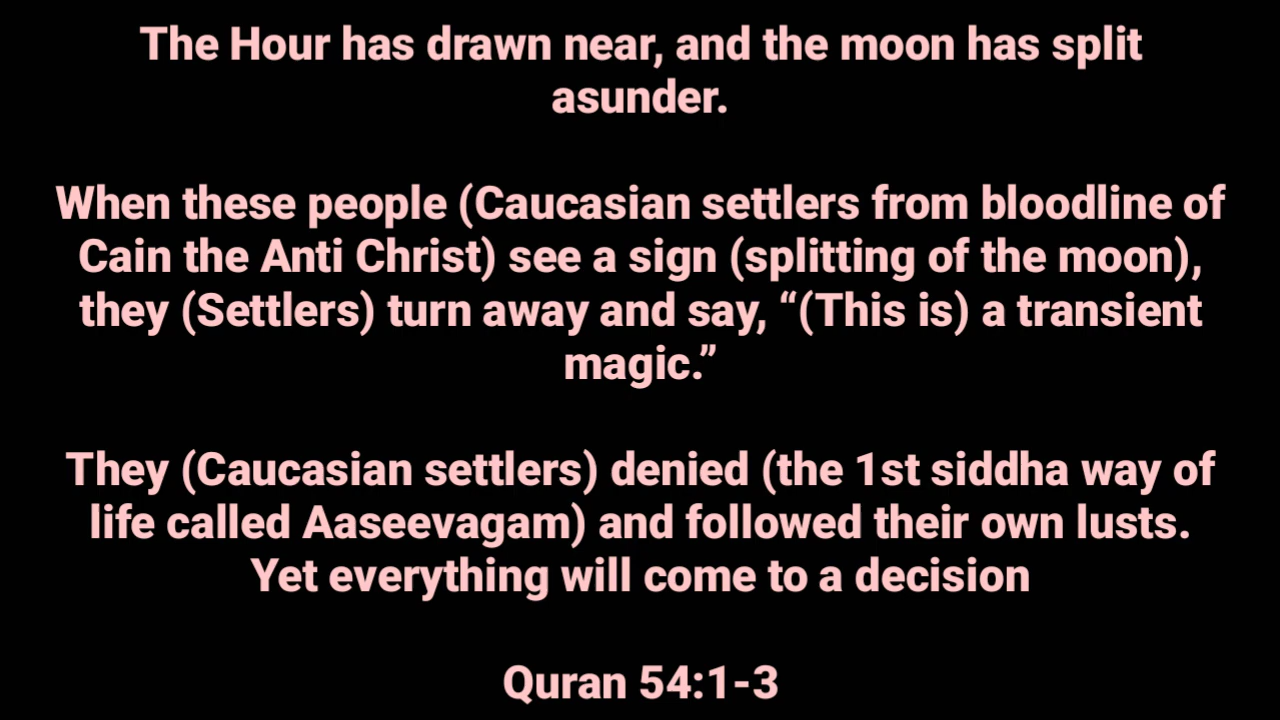 The Hour has drawn near, and the moon has split
asunder.
When these people (Caucasian settlers from bloodline of
Cain the Anti Christ) see a sign (splitting of the moon),
they (Settlers) turn away and say, “(This is) a transient
magic.”
They (Caucasian settlers) denied (the 1st siddha way of
life called Aaseevagam) and followed their own lusts.
Yet everything will come to a decision
Quran 54:1-3